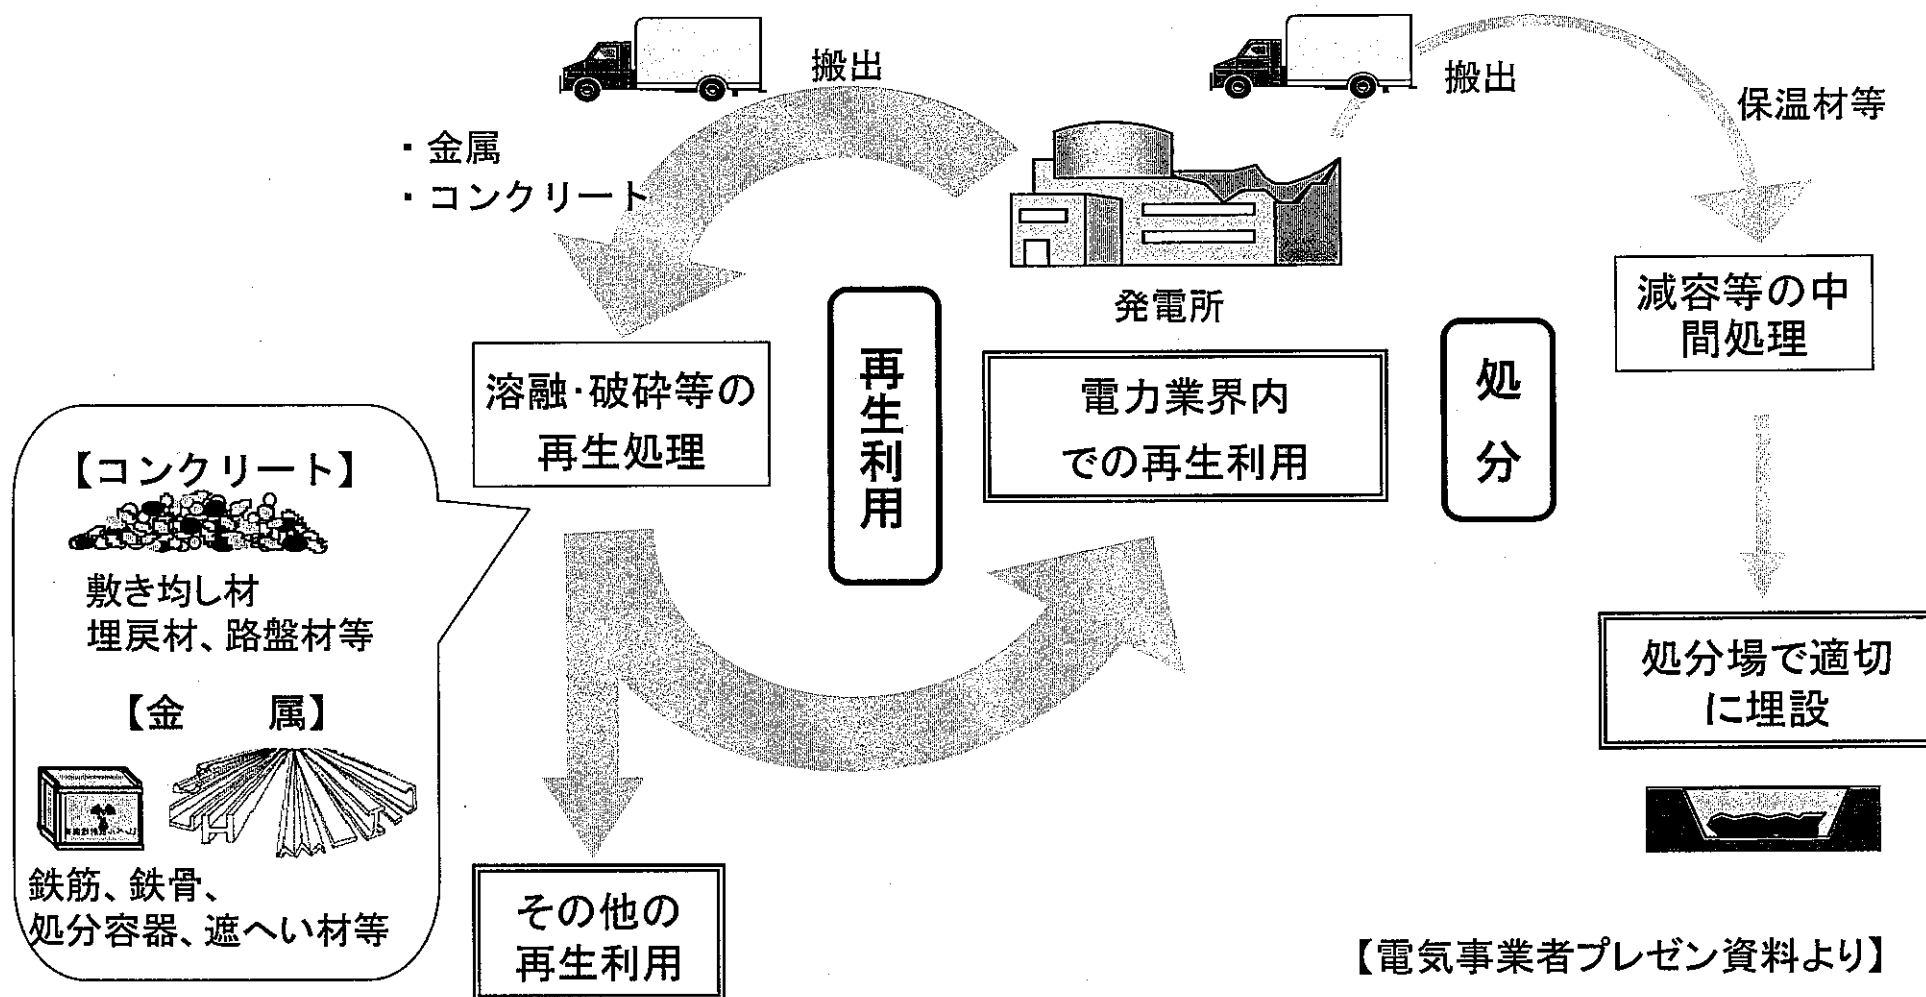 搬出
搬出
保温材等
・金属
・コンクリート
発電所
減容等の中
間処理
溶融・破砕等の
再生処理
再生利用
電力業界内
での再生利用
処分
【コンクリート】
敷き均し材
埋戻材、路盤材等
【金　属】
鉄筋、鉄骨、
処分容器、遮へい材等
処分場で適切
に埋設
その他の
再生利用
【電気事業者プレゼン資料より】